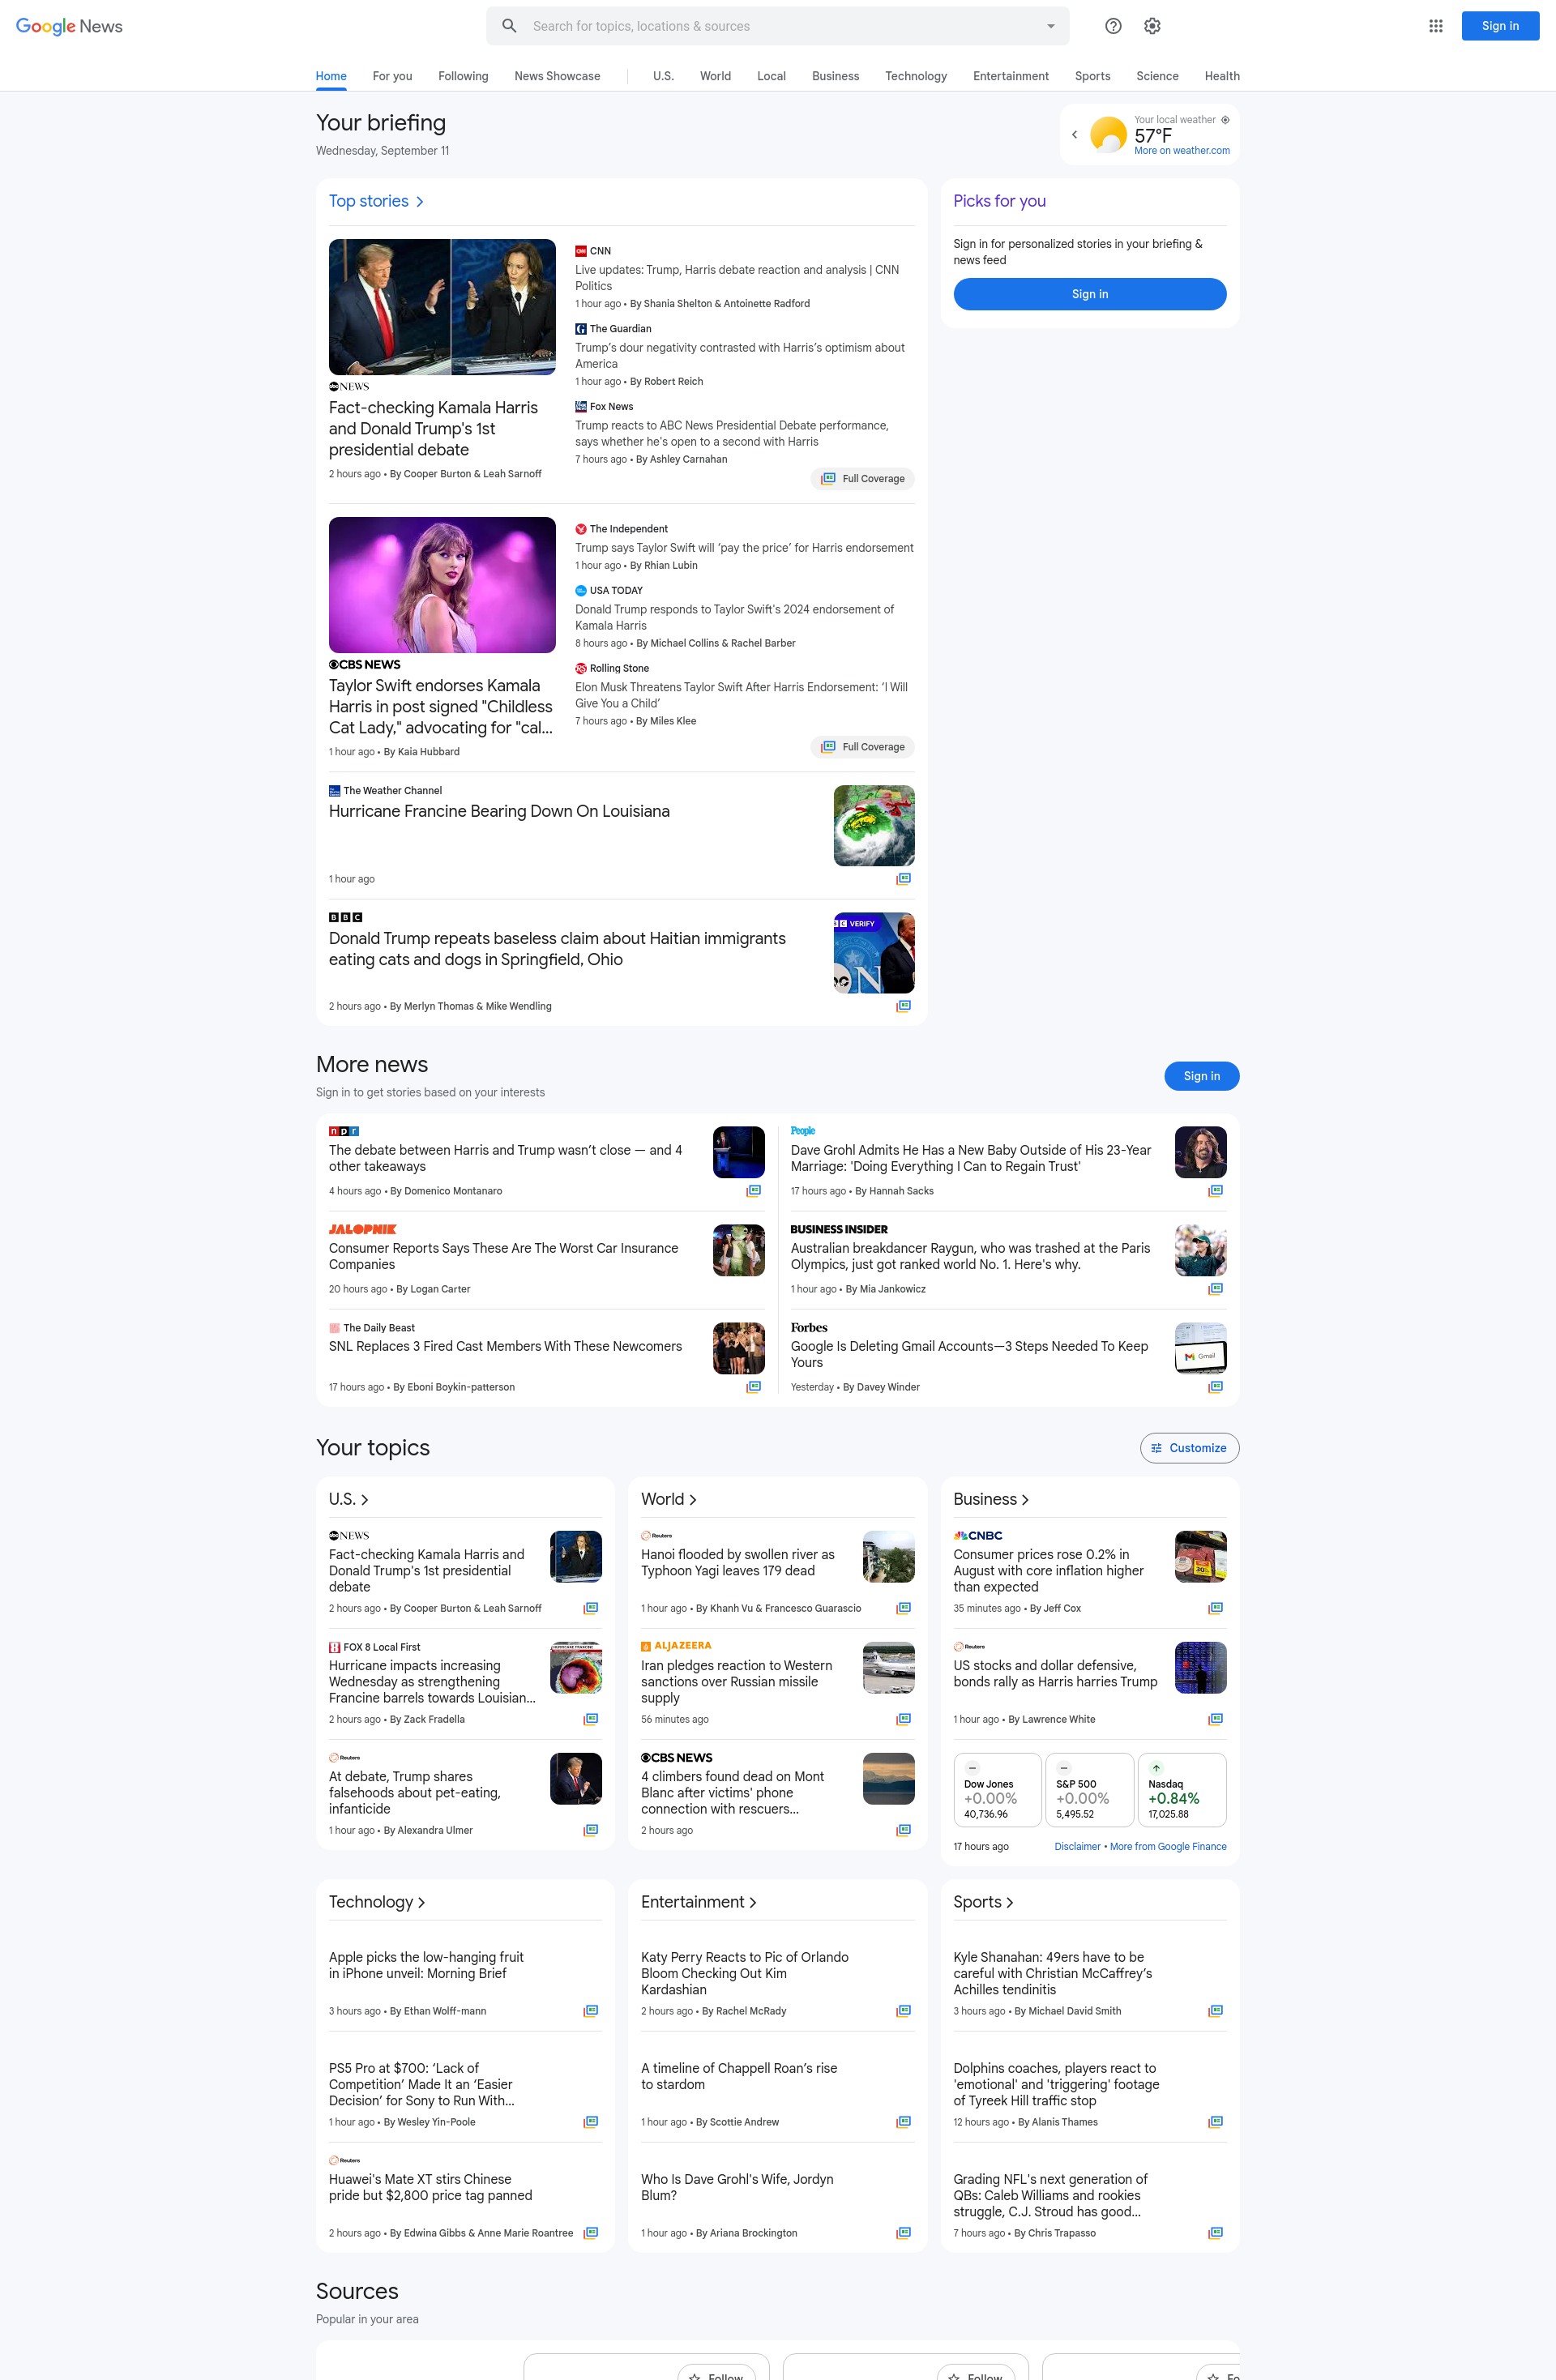 Google News
Search for topics, locations & sources
Sign in
Home
For you
Following
News Showcase
U.S.
World
Local
Business
Technology
Entertainment
Sports
Science
Health
Your briefing
Wednesday, September 11
Your local weather
57°F
More on weather.com
Top stories
abc NEWS
Fact-checking Kamala Harris
and Donald Trump's 1st
presidential debate
2 hours ago • By Cooper Burton & Leah Sarnoff
CNN
Live updates: Trump, Harris debate reaction and analysis | CNN
Politics
1 hour ago • By Shania Shelton & Antoinette Radford
The Guardian
Trump’s dour negativity contrasted with Harris’s optimism about
America
1 hour ago • By Robert Reich
Fox News
Trump reacts to ABC News Presidential Debate performance,
says whether he's open to a second with Harris
7 hours ago • By Ashley Carnahan
Full Coverage
Picks for you
Sign in for personalized stories in your briefing &
news feed
Sign in
CBS NEWS
Taylor Swift endorses Kamala
Harris in post signed "Childless
Cat Lady," advocating for "cal...
1 hour ago • By Kaia Hubbard
The Independent
Trump says Taylor Swift will ‘pay the price’ for Harris endorsement
1 hour ago • By Rhian Lubin
USA TODAY
Donald Trump responds to Taylor Swift's 2024 endorsement of
Kamala Harris
8 hours ago • By Michael Collins & Rachel Barber
Rolling Stone
Elon Musk Threatens Taylor Swift After Harris Endorsement: ‘I Will
Give You a Child’
7 hours ago • By Miles Klee
Full Coverage
The Weather Channel
Hurricane Francine Bearing Down On Louisiana
1 hour ago
BBC
Donald Trump repeats baseless claim about Haitian immigrants
eating cats and dogs in Springfield, Ohio
VERIFY
2 hours ago • By Merlyn Thomas & Mike Wendling
More news
Sign in to get stories based on your interests
Sign in
npr
The debate between Harris and Trump wasn’t close — and 4
other takeaways
4 hours ago • By Domenico Montanaro
People
Dave Grohl Admits He Has a New Baby Outside of His 23-Year
Marriage: 'Doing Everything I Can to Regain Trust'
17 hours ago • By Hannah Sacks
JALOPNIK
Consumer Reports Says These Are The Worst Car Insurance
Companies
20 hours ago • By Logan Carter
BUSINESS INSIDER
Australian breakdancer Raygun, who was trashed at the Paris
Olympics, just got ranked world No. 1. Here's why.
1 hour ago • By Mia Jankowicz
The Daily Beast
SNL Replaces 3 Fired Cast Members With These Newcomers
17 hours ago • By Eboni Boykin-patterson
Forbes
Google Is Deleting Gmail Accounts—3 Steps Needed To Keep
Yours
Gmail
Yesterday • By Davey Winder
Your topics
Customize
U.S.
abc NEWS
Fact-checking Kamala Harris and
Donald Trump's 1st presidential
debate
2 hours ago • By Cooper Burton & Leah Sarnoff
FOX 8 Local First
Hurricane impacts increasing
Wednesday as strengthening
Francine barrels towards Louisian...
2 hours ago • By Zack Fradella
Reuters
At debate, Trump shares
falsehoods about pet-eating,
infanticide
1 hour ago • By Alexandra Ulmer
World
Reuters
Hanoi flooded by swollen river as
Typhoon Yagi leaves 179 dead
1 hour ago • By Khanh Vu & Francesco Guarascio
ALJAZEERA
Iran pledges reaction to Western
sanctions over Russian missile
supply
56 minutes ago
CBS NEWS
4 climbers found dead on Mont
Blanc after victims' phone
connection with rescuers...
2 hours ago
Business
CNBC
Consumer prices rose 0.2% in
August with core inflation higher
than expected
35 minutes ago • By Jeff Cox
Reuters
US stocks and dollar defensive,
bonds rally as Harris harries Trump
1 hour ago • By Lawrence White
Dow Jones
+0.00%
40,736.96
S&P 500
+0.00%
5,495.52
Nasdaq
+0.84%
17,025.88
17 hours ago
Disclaimer • More from Google Finance
Technology
Apple picks the low-hanging fruit
in iPhone unveil: Morning Brief
3 hours ago • By Ethan Wolff-mann
PS5 Pro at $700: ‘Lack of
Competition’ Made It an ‘Easier
Decision’ for Sony to Run With...
1 hour ago • By Wesley Yin-Poole
Reuters
Huawei's Mate XT stirs Chinese
pride but $2,800 price tag panned
2 hours ago • By Edwina Gibbs & Anne Marie Roantree
Entertainment
Katy Perry Reacts to Pic of Orlando
Bloom Checking Out Kim
Kardashian
2 hours ago • By Rachel McRady
A timeline of Chappell Roan’s rise
to stardom
1 hour ago • By Scottie Andrew
Who Is Dave Grohl's Wife, Jordyn
Blum?
1 hour ago • By Ariana Brockington
Sports
Kyle Shanahan: 49ers have to be
careful with Christian McCaffrey’s
Achilles tendinitis
3 hours ago • By Michael David Smith
Dolphins coaches, players react to
'emotional' and 'triggering' footage
of Tyreek Hill traffic stop
12 hours ago • By Alanis Thames
Grading NFL's next generation of
QBs: Caleb Williams and rookies
struggle, C.J. Stroud has good...
7 hours ago • By Chris Trapasso
Sources
Popular in your area
Follow
Follow
Fo